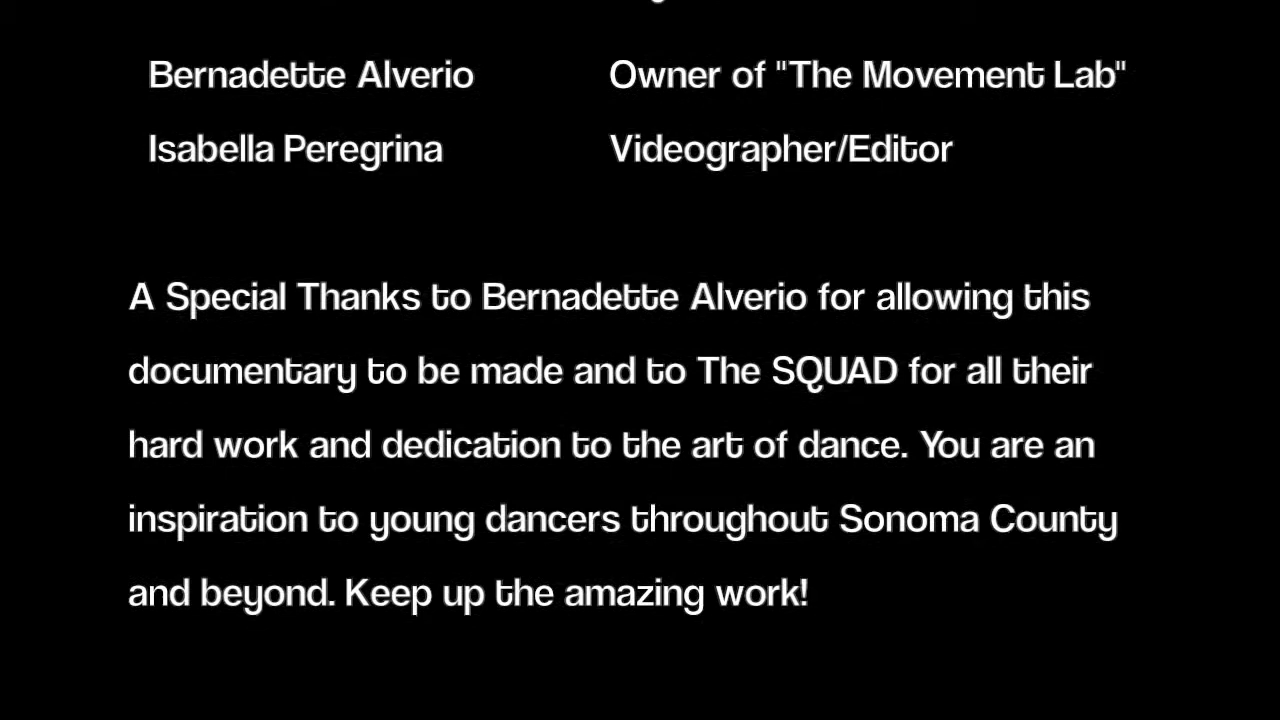 Bernadette Alverio Owner of "The Movement Lab"
Isabella Peregrina Videographer/Editor
A Special Thanks to Bernadette Alverio for allowing this
documentary to be made and to The SQUAD for all their
hard work and dedication to the art of dance. You are an
inspiration to young dancers throughout Sonoma County
and beyond. Keep up the amazing work!